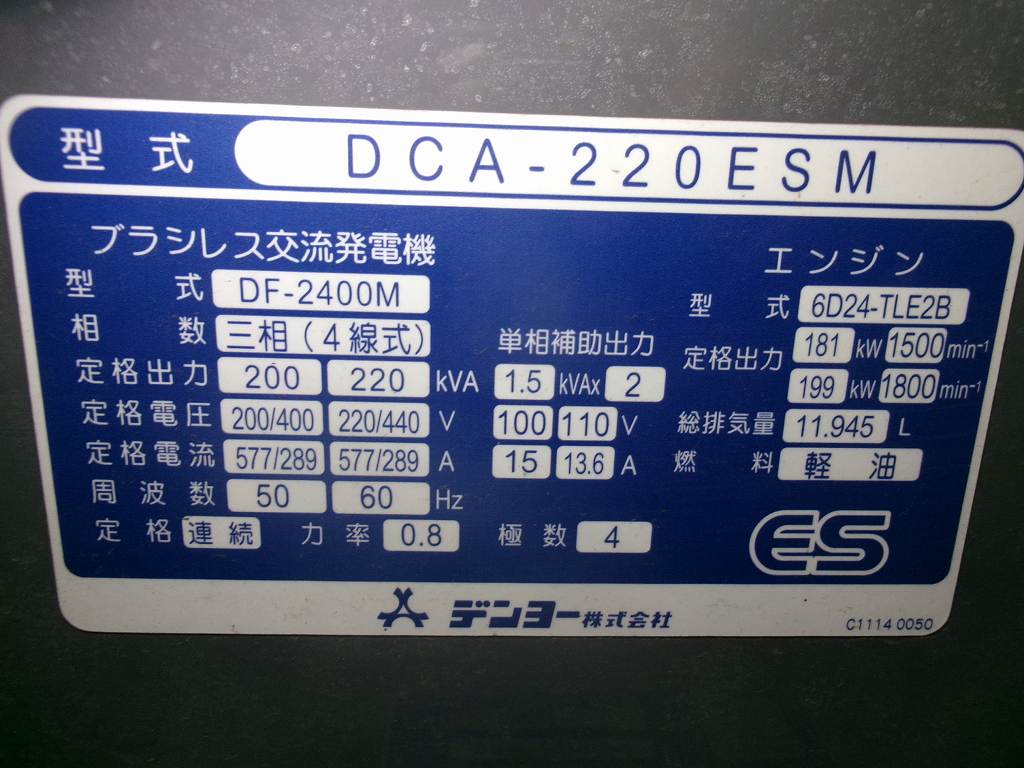 型式 DCA-220ESM
ブラシレス交流発電機
型式 DF-2400M
相数 三相(4線式)
定格出力 200 220 kVA
定格電圧 200/400 220/440 V
定格電流 577/289 577/289 A
周波数 50 60 Hz
定格 連続 力率 0.8 極数 4
単相補助出力
1.5 kVAx 2
100 110 V
15 13.6 A
エンジン
型式 6D24-TLE2B
定格出力 181 kW 1500 min⁻¹
199 kW 1800 min⁻¹
総排気量 11.945 L
燃料 軽油
ES
デンヨー株式会社
C1114 0050